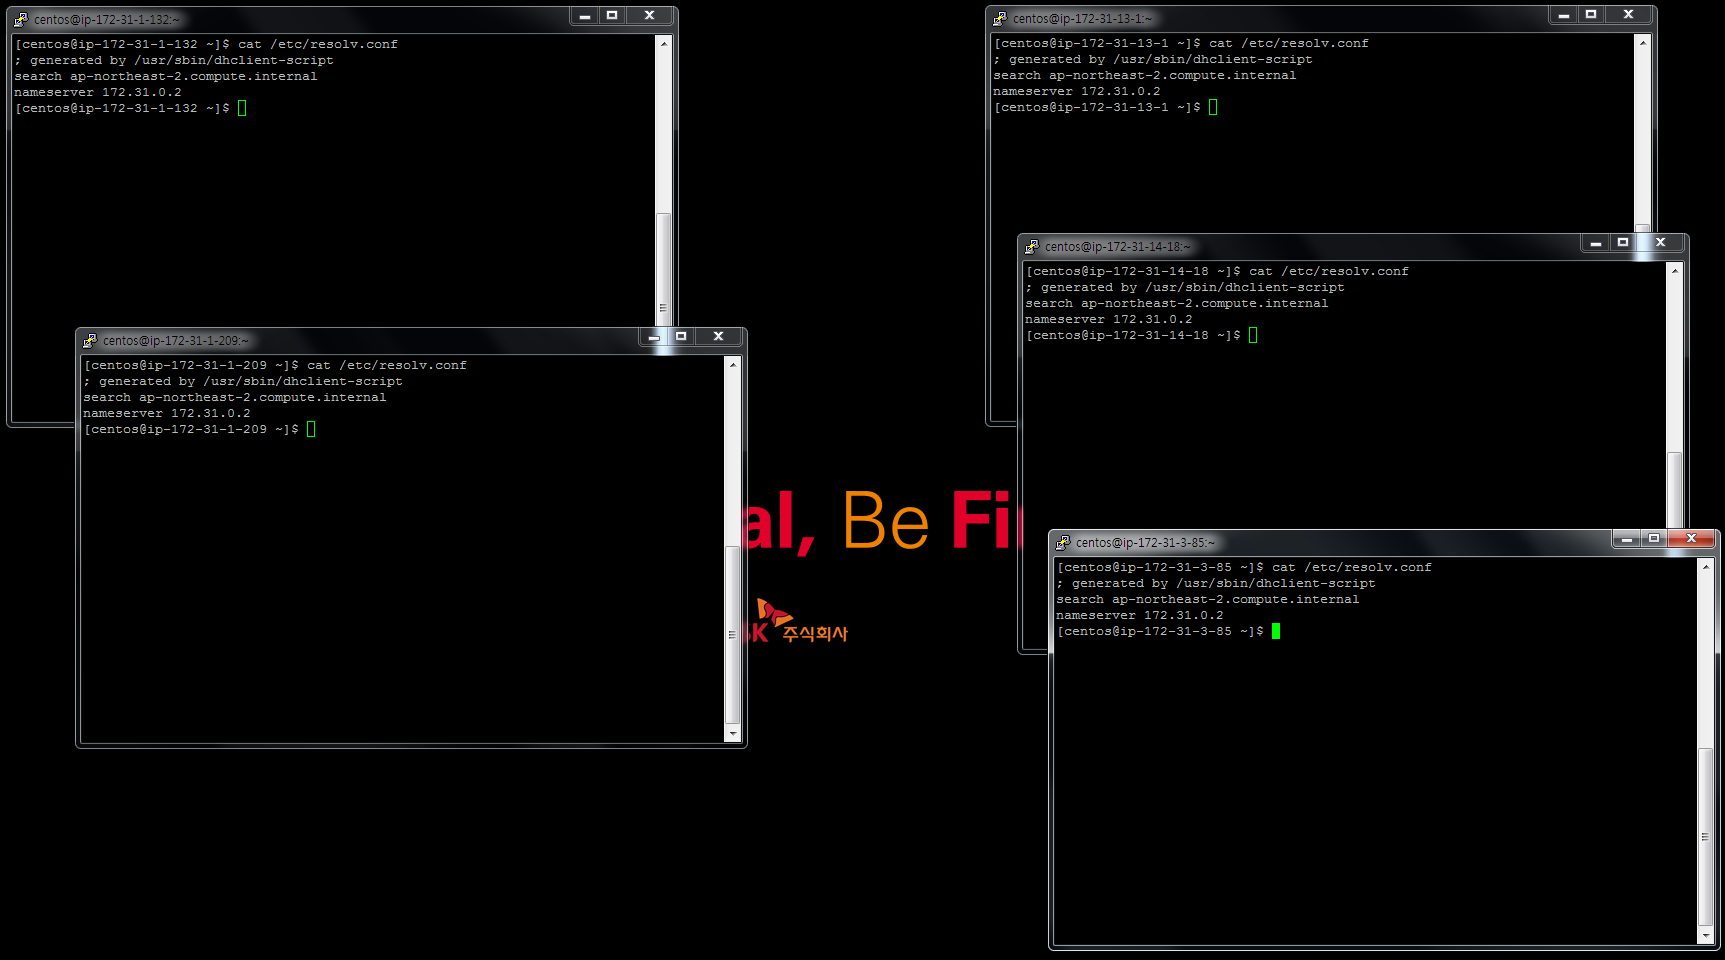 centos@ip-172-31-1-132:~
[centos@ip-172-31-1-132 ~]$ cat /etc/resolv.conf
; generated by /usr/sbin/dhclient-script
search ap-northeast-2.compute.internal
nameserver 172.31.0.2
[centos@ip-172-31-1-132 ~]$
centos@ip-172-31-1-209:~
[centos@ip-172-31-1-209 ~]$ cat /etc/resolv.conf
; generated by /usr/sbin/dhclient-script
search ap-northeast-2.compute.internal
nameserver 172.31.0.2
[centos@ip-172-31-1-209 ~]$
centos@ip-172-31-13-1:~
[centos@ip-172-31-13-1 ~]$ cat /etc/resolv.conf
; generated by /usr/sbin/dhclient-script
search ap-northeast-2.compute.internal
nameserver 172.31.0.2
[centos@ip-172-31-13-1 ~]$
centos@ip-172-31-14-18:~
[centos@ip-172-31-14-18 ~]$ cat /etc/resolv.conf
; generated by /usr/sbin/dhclient-script
search ap-northeast-2.compute.internal
nameserver 172.31.0.2
[centos@ip-172-31-14-18 ~]$
centos@ip-172-31-3-85:~
[centos@ip-172-31-3-85 ~]$ cat /etc/resolv.conf
; generated by /usr/sbin/dhclient-script
search ap-northeast-2.compute.internal
nameserver 172.31.0.2
[centos@ip-172-31-3-85 ~]$
Be
SK 주식회사